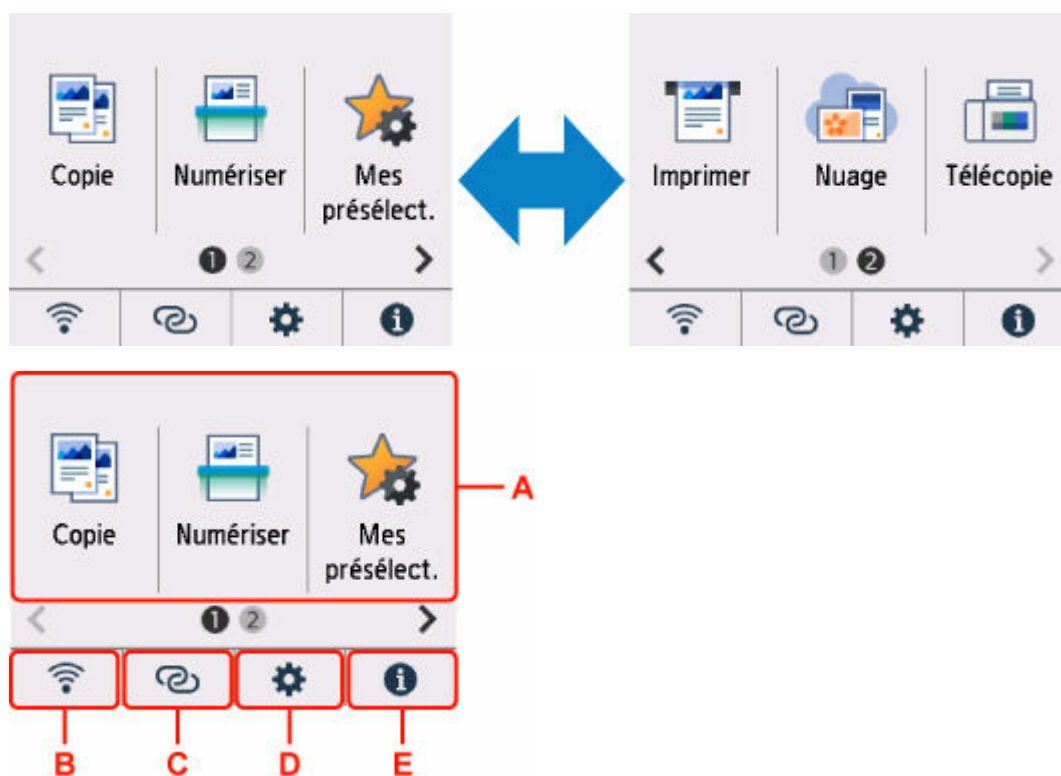 Copie
Numériser
Mes
présélect.
1 2
Imprimer
Nuage
Télécopie
1 2
Copie
Numériser
Mes
présélect.
A
1 2
B
C
D
E